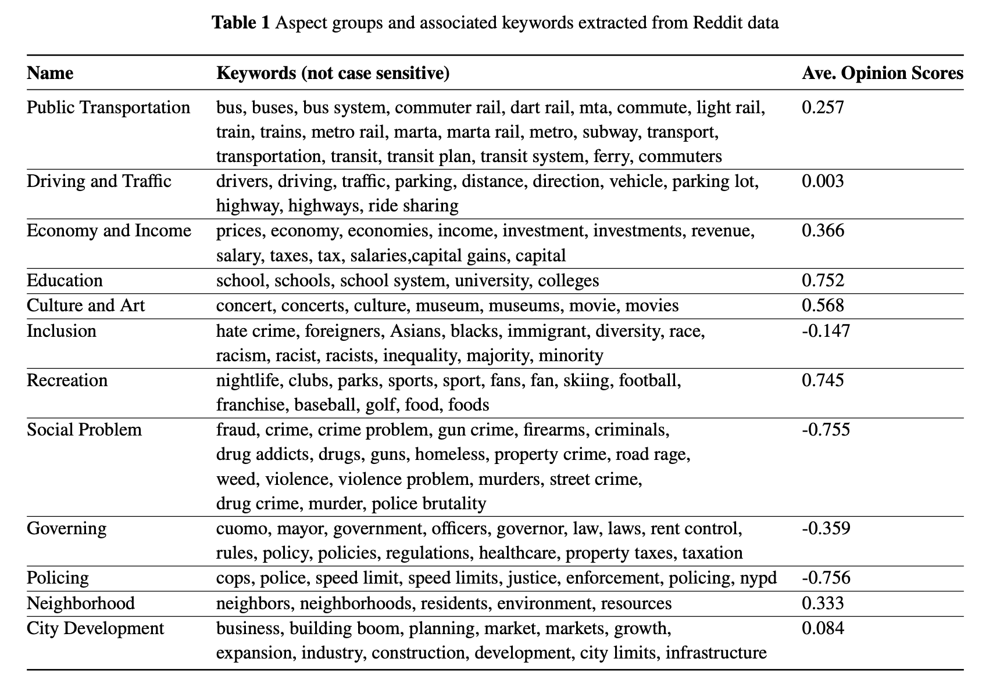 Table 1 Aspect groups and associated keywords extracted from Reddit data
Name Keywords (not case sensitive) Ave. Opinion Scores
Public Transportation bus, buses, bus system, commuter rail, dart rail, mta, commute, light rail, 0.257
train, trains, metro rail, marta, marta rail, metro, subway, transport,
transportation, transit, transit plan, transit system, ferry, commuters
Driving and Traffic drivers, driving, traffic, parking, distance, direction, vehicle, parking lot, 0.003
highway, highways, ride sharing
Economy and Income prices, economy, economies, income, investment, investments, revenue, 0.366
salary, taxes, tax, salaries,capital gains, capital
Education school, schools, school system, university, colleges 0.752
Culture and Art concert, concerts, culture, museum, museums, movie, movies 0.568
Inclusion hate crime, foreigners, Asians, blacks, immigrant, diversity, race, -0.147
racism, racist, racists, inequality, majority, minority
Recreation nightlife, clubs, parks, sports, sport, fans, fan, skiing, football, 0.745
franchise, baseball, golf, food, foods
Social Problem fraud, crime, crime problem, gun crime, firearms, criminals, -0.755
drug addicts, drugs, guns, homeless, property crime, road rage,
weed, violence, violence problem, murders, street crime,
drug crime, murder, police brutality
Governing cuomo, mayor, government, officers, governor, law, laws, rent control, -0.359
rules, policy, policies, regulations, healthcare, property taxes, taxation
Policing cops, police, speed limit, speed limits, justice, enforcement, policing, nypd -0.756
Neighborhood neighbors, neighborhoods, residents, environment, resources 0.333
City Development business, building boom, planning, market, markets, growth, 0.084
expansion, industry, construction, development, city limits, infrastructure